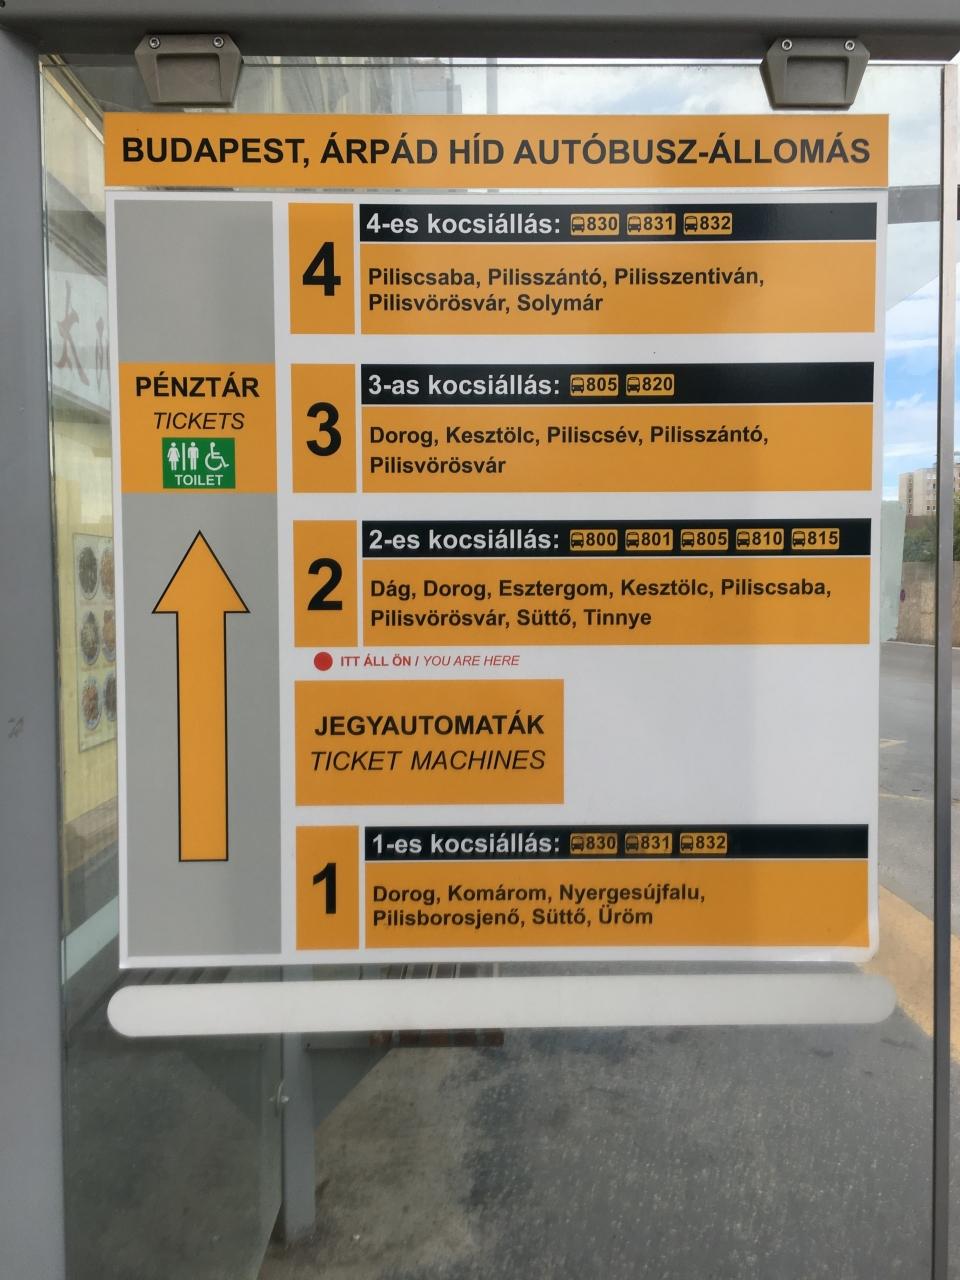 BUDAPEST, ÁRPÁD HÍD AUTÓBUSZ-ÁLLOMÁS
4
4-es kocsiállás: 830 831 832
Piliscsaba, Pilisszántó, Pilisszentiván,
Pilisvörösvár, Solymár
PÉNZTÁR
TICKETS
TOILET
3
3-as kocsiállás: 805 820
Dorog, Kesztölc, Piliscsév, Pilisszántó,
Pilisvörösvár
2
2-es kocsiállás: 800 801 805 810 815
Dág, Dorog, Esztergom, Kesztölc, Piliscsaba,
Pilisvörösvár, Süttő, Tinnye
ITT ÁLL ÖN / YOU ARE HERE
JEGYAUTOMATÁK
TICKET MACHINES
1
1-es kocsiállás: 830 831 832
Dorog, Komárom, Nyergesújfalu,
Pilisborosjenő, Süttő, Üröm